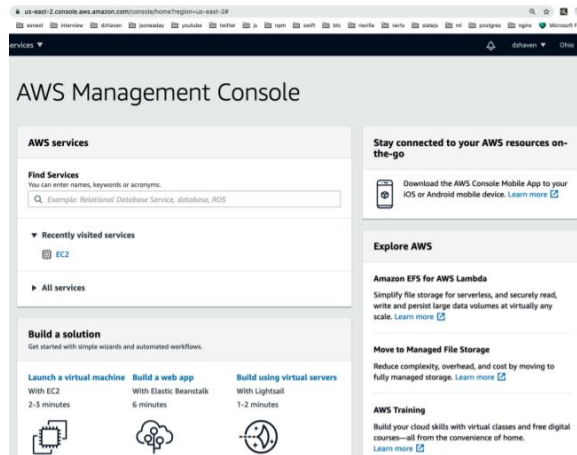 us-east-2.console.aws.amazon.com/console/home?region=us-east-2#
esnext interview dzhaven jsoneaday youtube twitter js npm swift btc neville vertx slatejs ml postgres nginx Microsoft F
ervices ▼ dzhaven ▼ Ohio
AWS Management Console
AWS services
Find Services
You can enter names, keywords or acronyms.
Example: Relational Database Service, database, RDS
▼ Recently visited services
EC2
▶ All services
Build a solution
Get started with simple wizards and automated workflows.
Launch a virtual machine
With EC2
2-3 minutes
Build a web app
With Elastic Beanstalk
6 minutes
Build using virtual servers
With Lightsail
1-2 minutes
Stay connected to your AWS resources on-
the-go
Download the AWS Console Mobile App to your
iOS or Android mobile device. Learn more
Explore AWS
Amazon EFS for AWS Lambda
Simplify file storage for serverless, and securely read,
write and persist large data volumes at virtually any
scale. Learn more
Move to Managed File Storage
Reduce complexity, overhead, and cost by moving to
fully managed storage. Learn more
AWS Training
Build your cloud skills with virtual classes and free digital
courses—all from the convenience of home.
Learn more